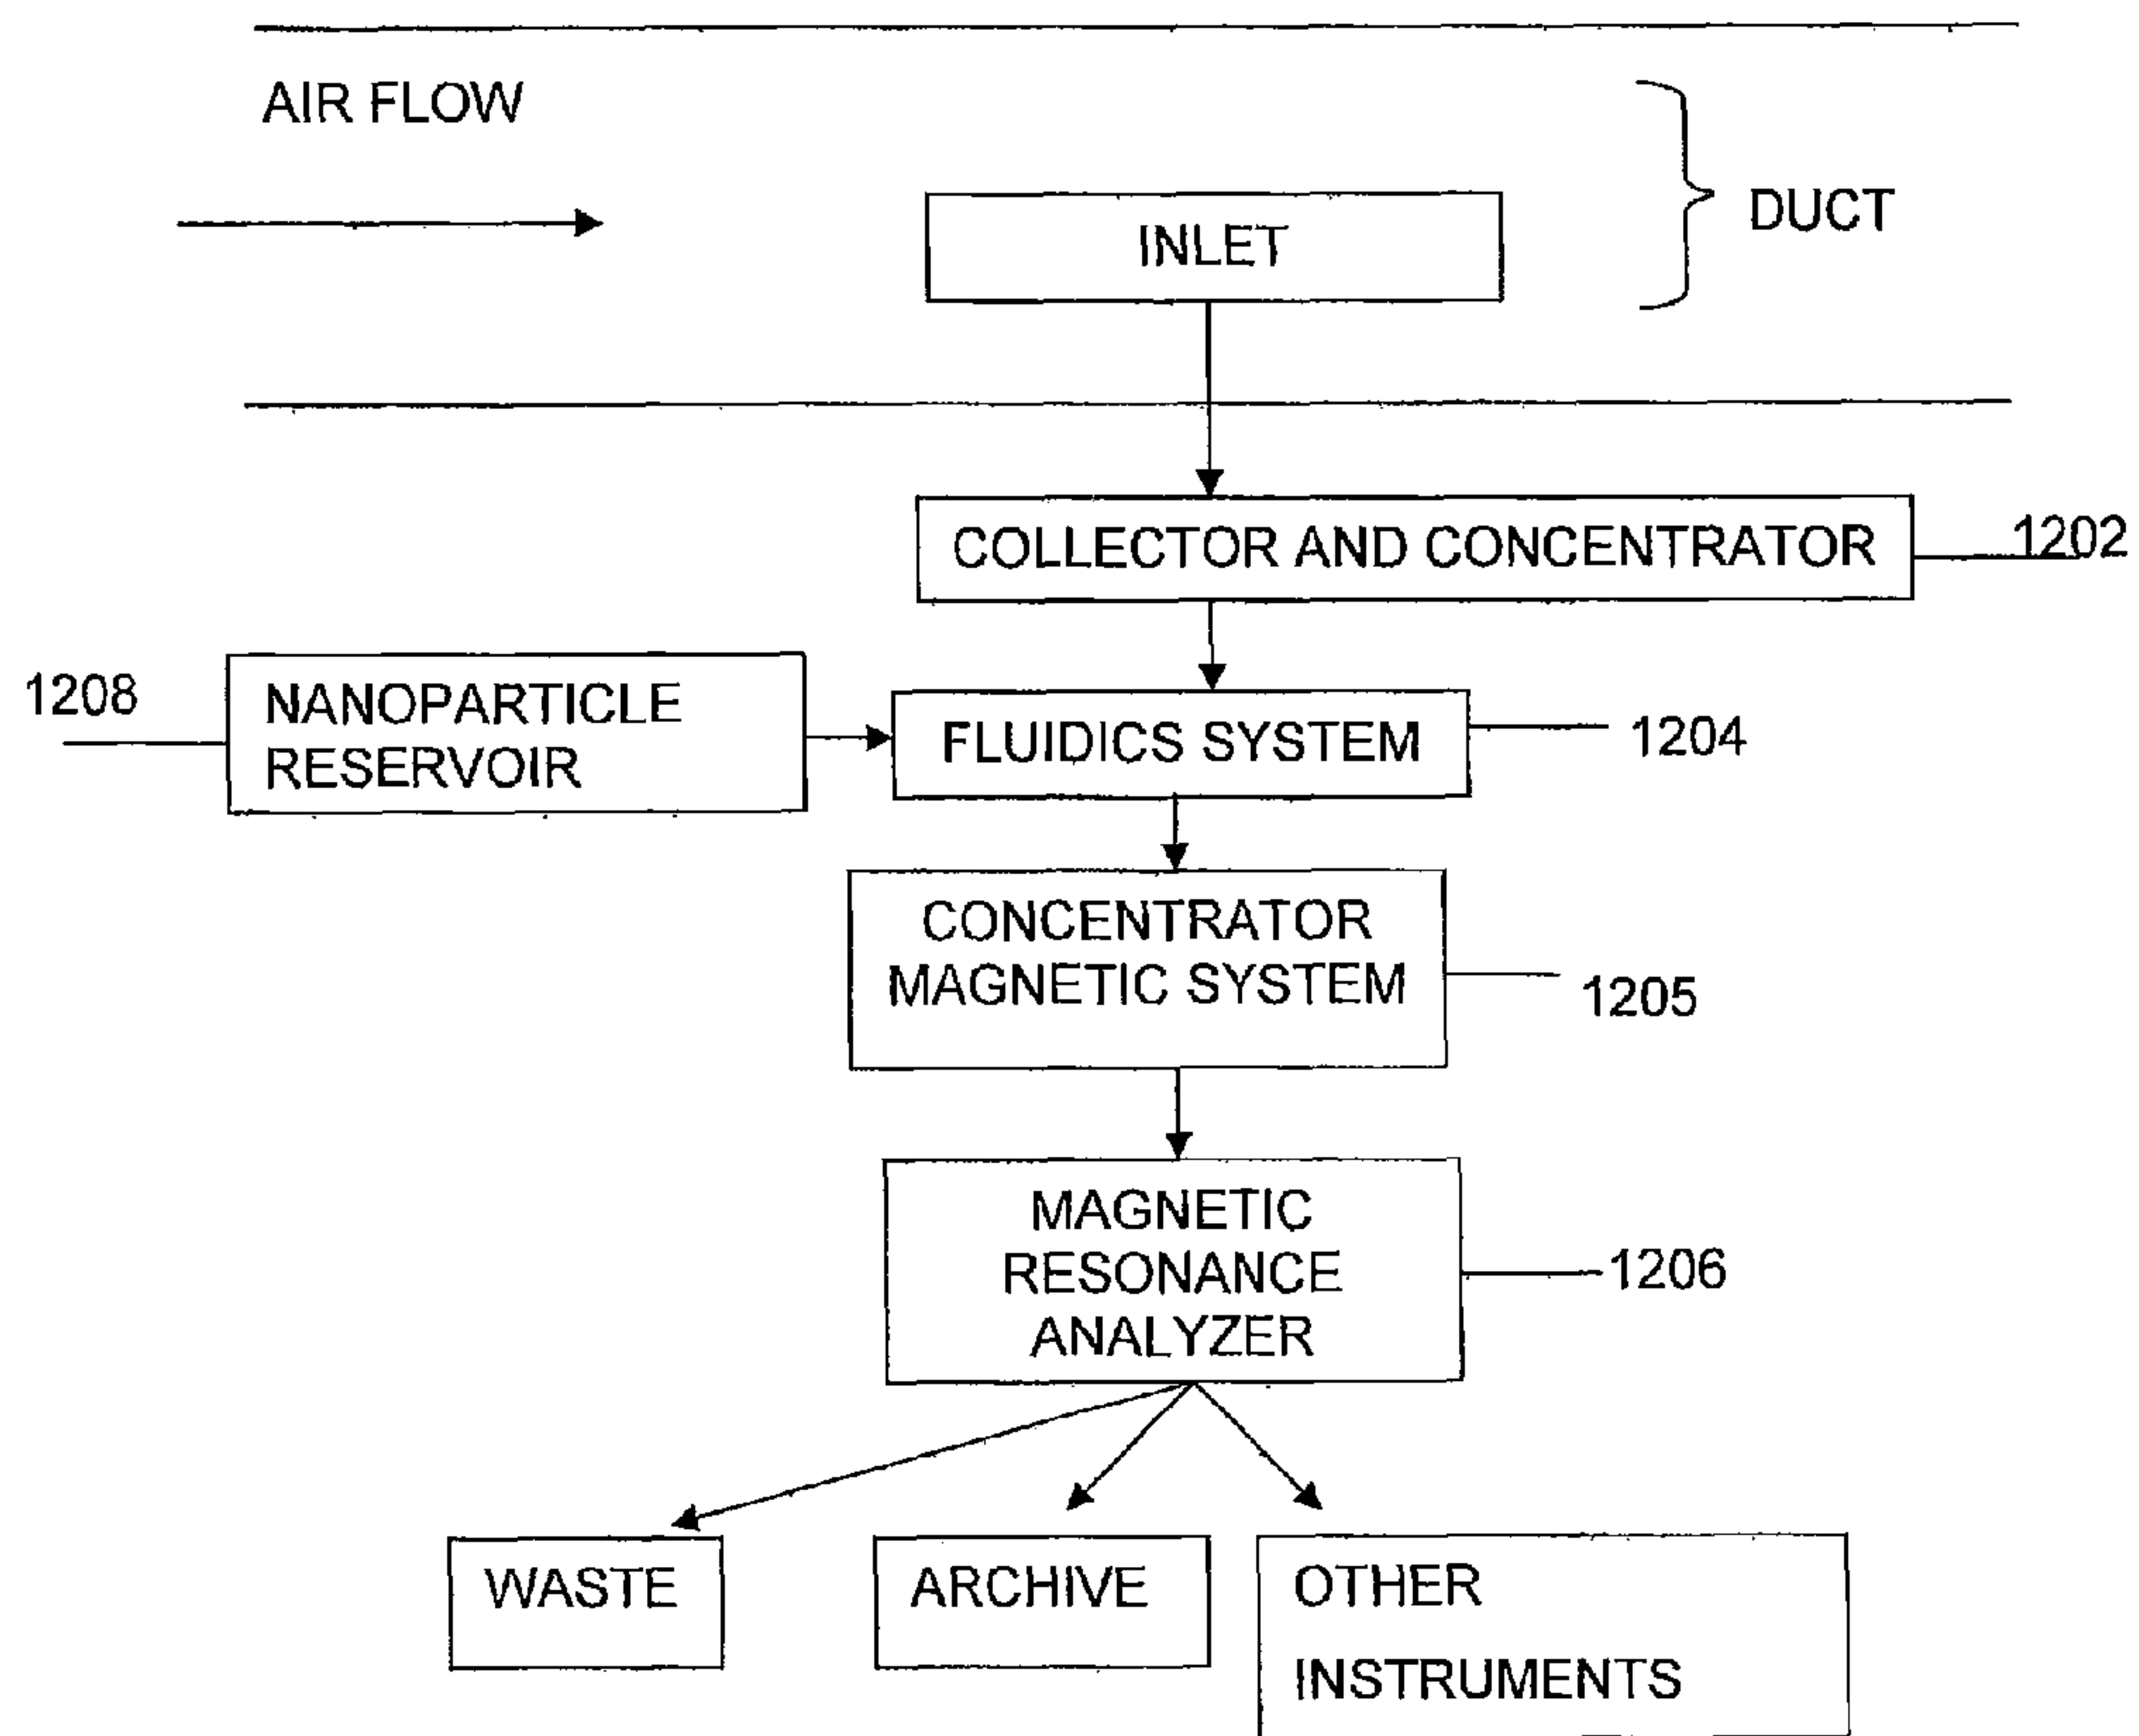 AIR FLOW
DUCT
INLET
COLLECTOR AND CONCENTRATOR
1202
1208
NANOPARTICLE
RESERVOIR
FLUIDICS SYSTEM
1204
CONCENTRATOR
MAGNETIC SYSTEM
1205
MAGNETIC
RESONANCE
ANALYZER
1206
WASTE
ARCHIVE
OTHER
INSTRUMENTS